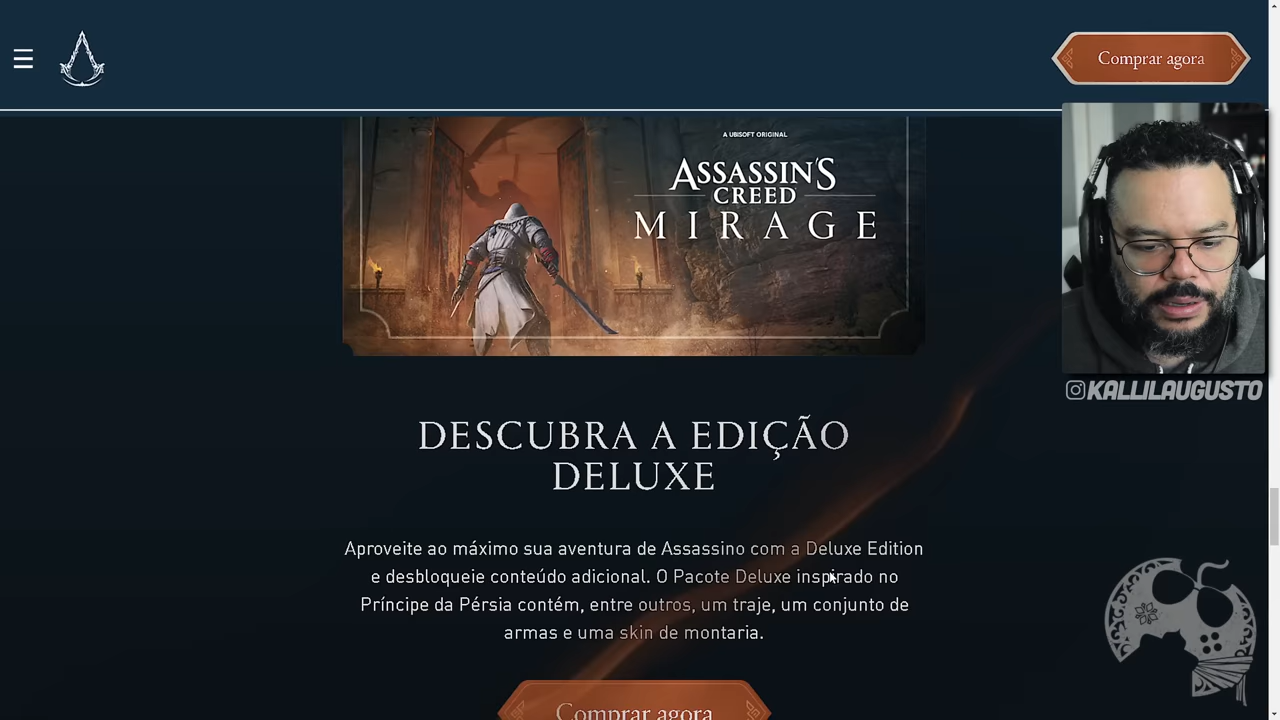 Comprar agora
A UBISOFT ORIGINAL
ASSASSIN'S
CREED
MIRAGE
KALLILAUGUSTO
DESCUBRA A EDIÇÃO
DELUXE
Aproveite ao máximo sua aventura de Assassino com a Deluxe Edition
e desbloqueie conteúdo adicional. O Pacote Deluxe inspirado no
Príncipe da Pérsia contém, entre outros, um traje, um conjunto de
armas e uma skin de montaria.
Comprar agora